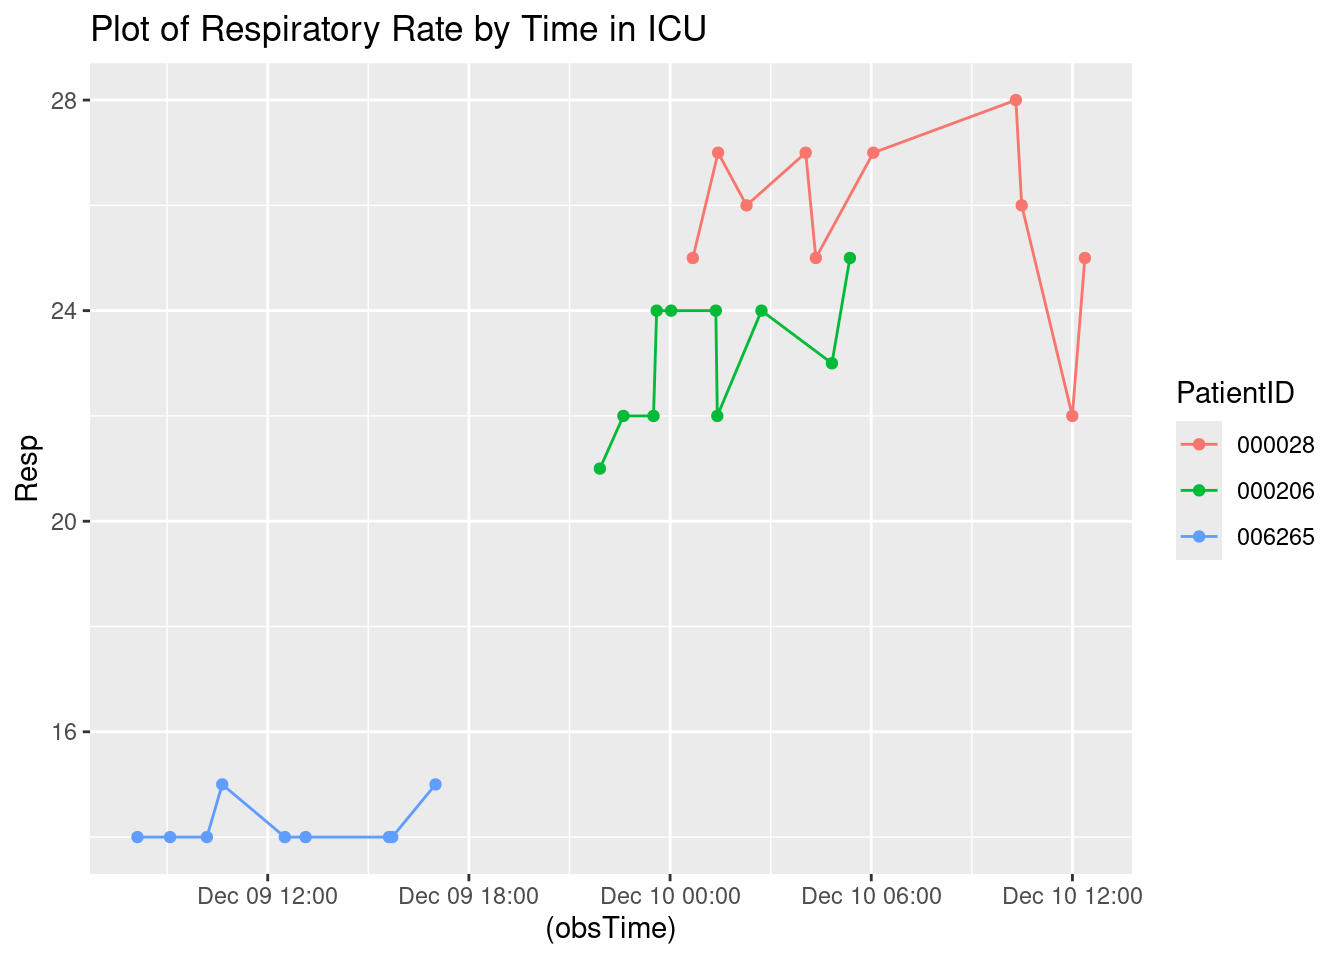 Plot of Respiratory Rate by Time in ICU
28
24
20
16
Resp
Dec 09 12:00
Dec 09 18:00
Dec 10 00:00
Dec 10 06:00
Dec 10 12:00
(obsTime)
PatientID
000028
000206
006265